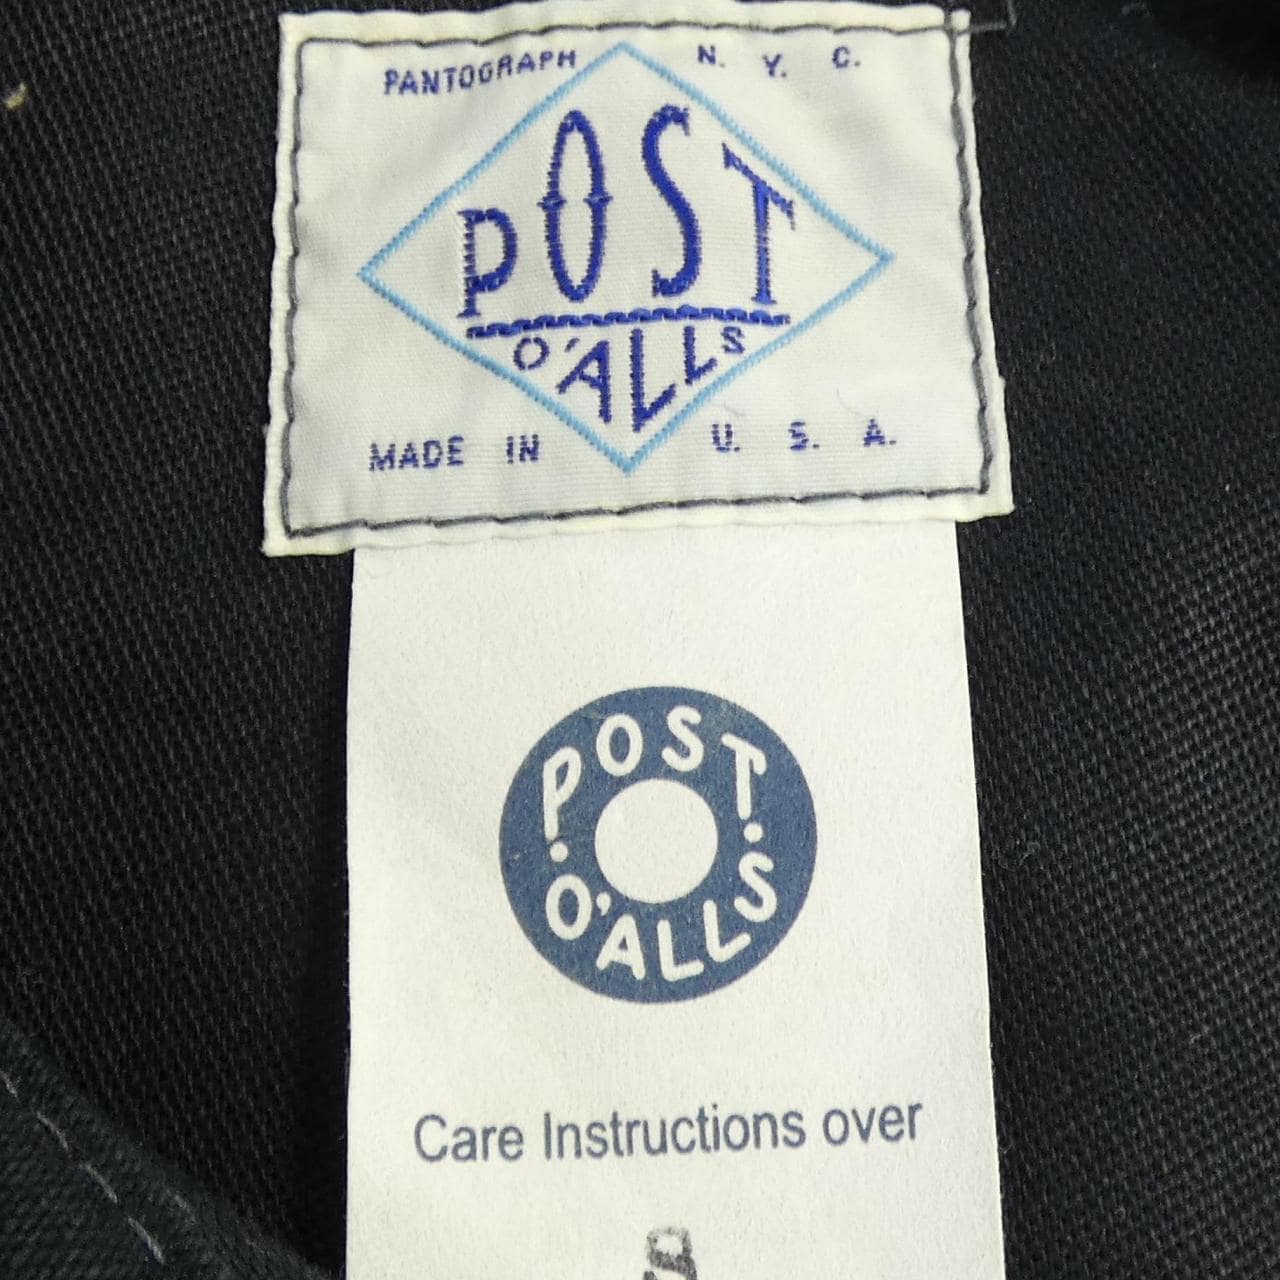 PANTOGRAPH N. Y. C.
POST
O'ALLS
MADE IN U. S. A.
POST.
O'ALLS.
Care Instructions over